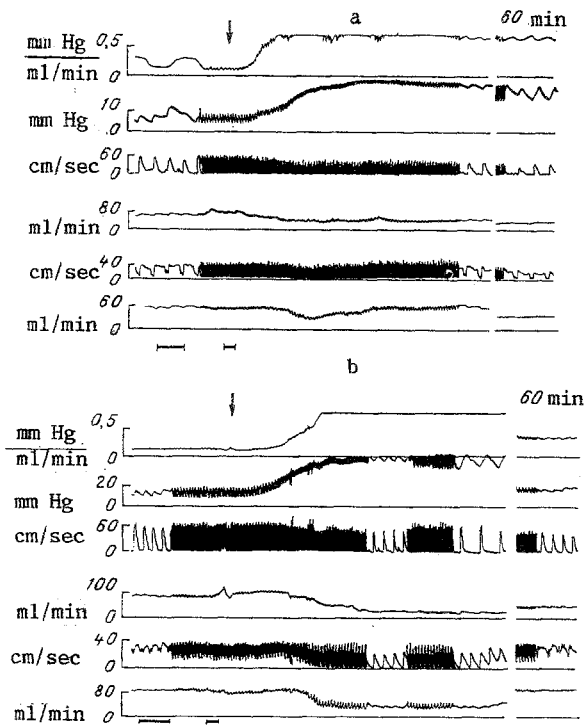 a
60 min
mm Hg 0,5
ml/min 0
mm Hg 10
0
cm/sec 60
0
ml/min 80
0
cm/sec 40
0
ml/min 60
0
b
60 min
mm Hg 0,5
ml/min 0
mm Hg 20
0
cm/sec 60
0
ml/min 100
0
cm/sec 40
0
ml/min 80
0